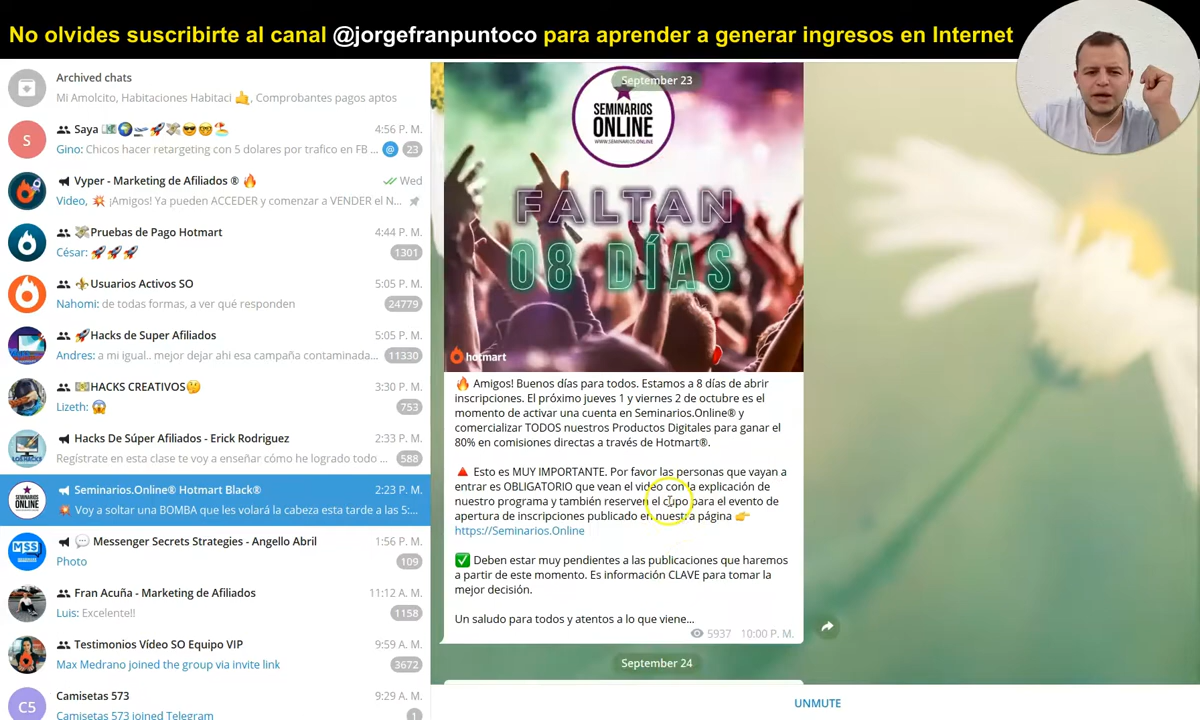 No olvides suscribirte al canal @jorgefranpuntoco para aprender a generar ingresos en Internet
Archived chats
Mi Amolcito, Habitaciones Habitaci 🤙, Comprobantes pagos aptos
S
Saya 💵🌍🛫🚀💸😎🤓🏖️
4:56 P. M.
Gino: Chicos hacer retargeting con 5 dolares por trafico en FB ...
@ 23
Vyper - Marketing de Afiliados ® 🔥
Wed
Video, 💥 ¡Amigos! Ya pueden ACCEDER y comenzar a VENDER el N...
💸Pruebas de Pago Hotmart
4:44 P. M.
César: 🚀🚀🚀
1301
⚜️Usuarios Activos SO
5:05 P. M.
Nahomi: de todas formas, a ver qué responden
24779
🚀Hacks de Super Afiliados
5:05 P. M.
Andres: a mi igual.. mejor dejar ahi esa campaña contaminada...
11330
💵HACKS CREATIVOS🤔
3:30 P. M.
Lizeth: 😱
753
Hacks De Súper Afiliados - Erick Rodriguez
2:33 P. M.
Regístrate en esta clase te voy a enseñar cómo he logrado todo ...
588
SEMINARIOS
ONLINE
Seminarios.Online® Hotmart Black®
2:23 P. M.
💥 Voy a soltar una BOMBA que les volará la cabeza esta tarde a las 5:...
MSS
💬 Messenger Secrets Strategies - Angello Abril
1:56 P. M.
Photo
109
Fran Acuña - Marketing de Afiliados
11:12 A. M.
Luis: Excelente!!
1158
Testimonios Vídeo SO Equipo VIP
9:59 A. M.
Max Medrano joined the group via invite link
3672
C5
Camisetas 573
9:29 A. M.
Camisetas 573 joined Telegram
1
September 23
SEMINARIOS
ONLINE
WWW.SEMINARIOS.ONLINE
FALTAN
08 DÍAS
hotmart
🔥 Amigos! Buenos días para todos. Estamos a 8 días de abrir
inscripciones. El próximo jueves 1 y viernes 2 de octubre es el
momento de activar una cuenta en Seminarios.Online® y
comercializar TODOS nuestros Productos Digitales para ganar el
80% en comisiones directas a través de Hotmart®.
🔺 Esto es MUY IMPORTANTE. Por favor las personas que vayan a
entrar es OBLIGATORIO que vean el video con la explicación de
nuestro programa y también reserven el cupo para el evento de
apertura de inscripciones publicado en nuestra página 👉
https://Seminarios.Online
✅ Deben estar muy pendientes a las publicaciones que haremos
a partir de este momento. Es información CLAVE para tomar la
mejor decisión.
Un saludo para todos y atentos a lo que viene...
5937 10:00 P. M.
September 24
UNMUTE